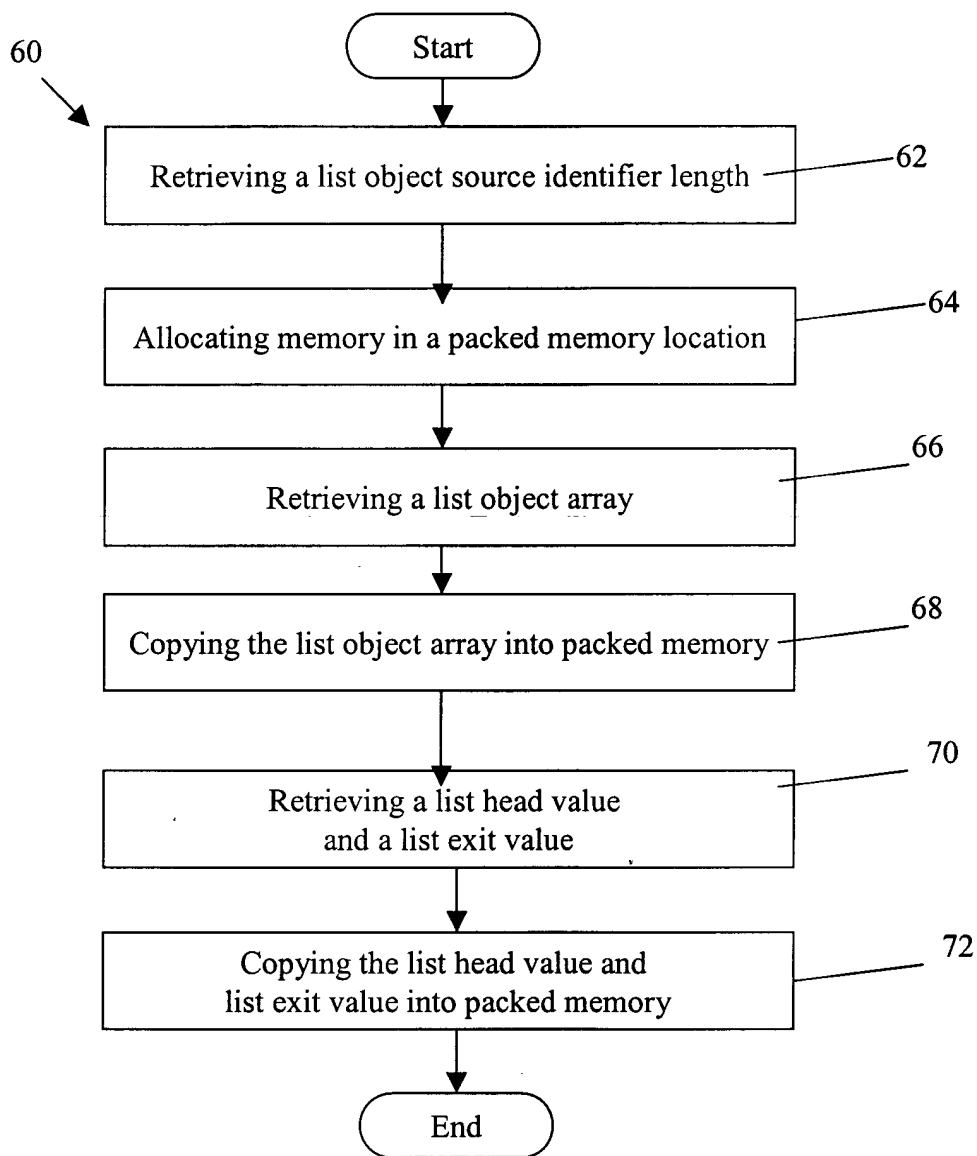 Start
60
Retrieving a list object source identifier length
62
Allocating memory in a packed memory location
64
Retrieving a list object array
66
Copying the list object array into packed memory
68
Retrieving a list head value
and a list exit value
70
Copying the list head value and
list exit value into packed memory
72
End